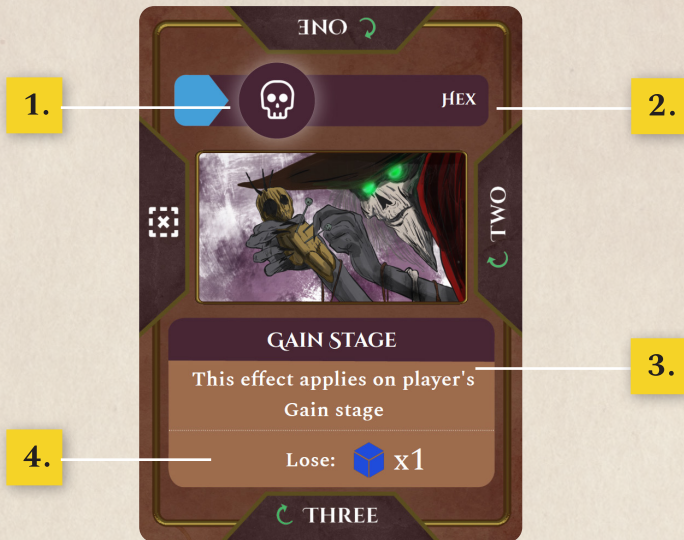 ONE
1.
HEX
2.
TWO
GAIN STAGE
This effect applies on player's
Gain stage
3.
4.
Lose: x1
THREE